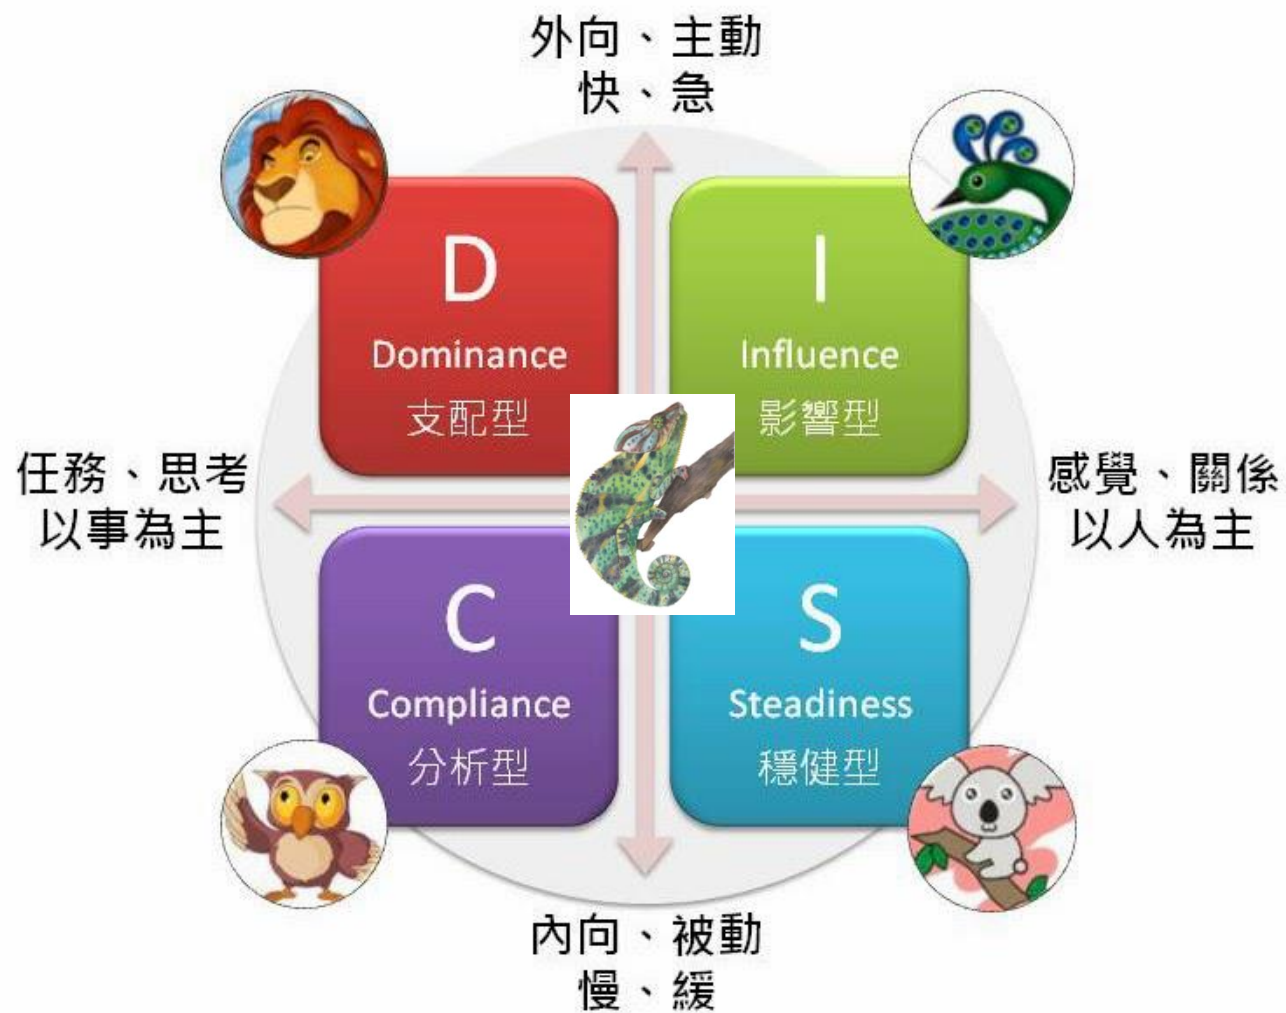 外向、主動
快、急
D
Dominance
支配型
I
Influence
影響型
任務、思考
以事為主
感覺、關係
以人為主
C
Compliance
分析型
S
Steadiness
穩健型
內向、被動
慢、緩